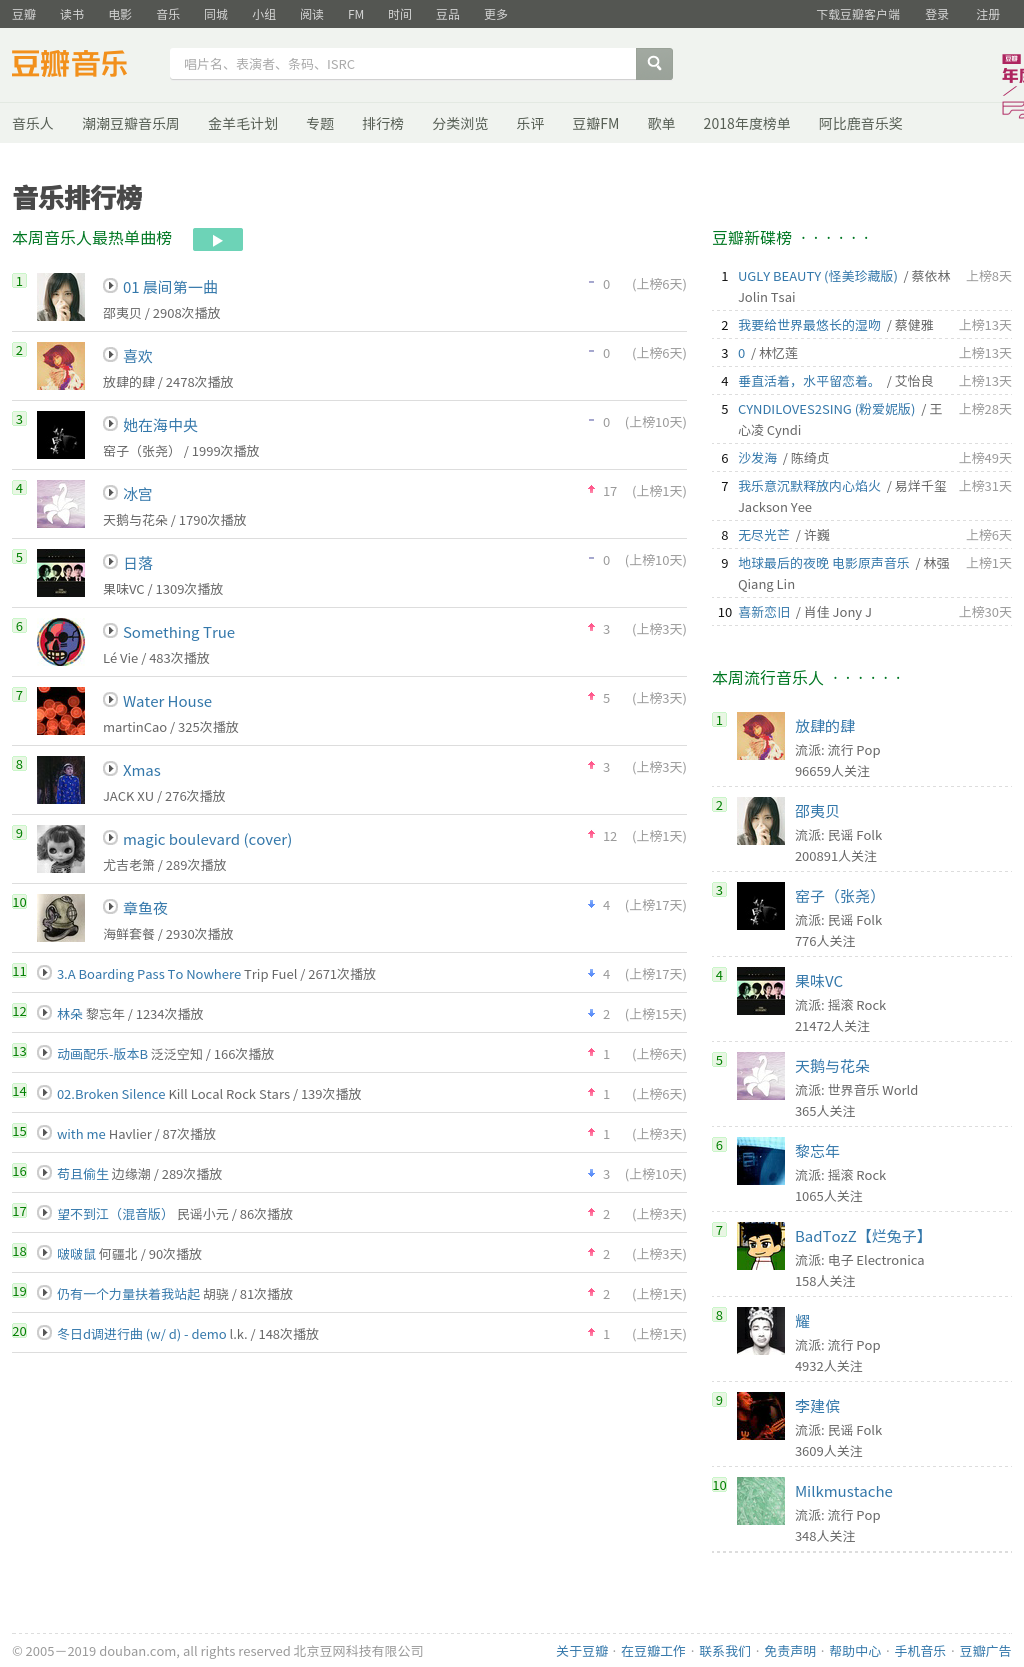 豆瓣 读书 电影 音乐 同城 小组 阅读 FM 时间 豆品 更多 下载豆瓣客户端 登录 注册
豆瓣音乐
唱片名、表演者、条码、ISRC
豆瓣
音乐人 潮潮豆瓣音乐周 金羊毛计划 专题 排行榜 分类浏览 乐评 豆瓣FM 歌单 2018年度榜单 阿比鹿音乐奖
音乐排行榜
本周音乐人最热单曲榜
1 01 晨间第一曲 0 (上榜6天)
邵夷贝 / 2908次播放
2 喜欢 0 (上榜6天)
放肆的肆 / 2478次播放
3 她在海中央 0 (上榜10天)
窑子（张尧） / 1999次播放
4 冰宫 17 (上榜1天)
天鹅与花朵 / 1790次播放
5 日落 0 (上榜10天)
果味VC / 1309次播放
6 Something True 3 (上榜3天)
Lé Vie / 483次播放
7 Water House 5 (上榜3天)
martinCao / 325次播放
8 Xmas 3 (上榜3天)
JACK XU / 276次播放
9 magic boulevard (cover) 12 (上榜1天)
尤吉老箫 / 289次播放
10 章鱼夜 4 (上榜17天)
海鲜套餐 / 2930次播放
11 3.A Boarding Pass To Nowhere Trip Fuel / 2671次播放 4 (上榜17天)
12 林朵 黎忘年 / 1234次播放 2 (上榜15天)
13 动画配乐-版本B 泛泛空知 / 166次播放 1 (上榜6天)
14 02.Broken Silence Kill Local Rock Stars / 139次播放 1 (上榜6天)
15 with me Havlier / 87次播放 1 (上榜3天)
16 苟且偷生 边缘潮 / 289次播放 3 (上榜10天)
17 望不到江（混音版） 民谣小元 / 86次播放 2 (上榜3天)
18 啵啵鼠 何疆北 / 90次播放 2 (上榜3天)
19 仍有一个力量扶着我站起 胡骁 / 81次播放 2 (上榜1天)
20 冬日d调进行曲 (w/ d) - demo l.k. / 148次播放 1 (上榜1天)
豆瓣新碟榜 · · · · · ·
1 UGLY BEAUTY (怪美珍藏版) / 蔡依林 上榜8天
Jolin Tsai
2 我要给世界最悠长的湿吻 / 蔡健雅 上榜13天
3 0 / 林忆莲 上榜13天
4 垂直活着，水平留恋着。 / 艾怡良 上榜13天
5 CYNDILOVES2SING (粉爱妮版) / 王 上榜28天
心凌 Cyndi
6 沙发海 / 陈绮贞 上榜49天
7 我乐意沉默释放内心焰火 / 易烊千玺 上榜31天
Jackson Yee
8 无尽光芒 / 许巍 上榜6天
9 地球最后的夜晚 电影原声音乐 / 林强 上榜1天
Qiang Lin
10 喜新恋旧 / 肖佳 Jony J 上榜30天
本周流行音乐人 · · · · · ·
1 放肆的肆
流派: 流行 Pop
96659人关注
2 邵夷贝
流派: 民谣 Folk
200891人关注
3 窑子（张尧）
流派: 民谣 Folk
776人关注
4 果味VC
流派: 摇滚 Rock
21472人关注
5 天鹅与花朵
流派: 世界音乐 World
365人关注
6 黎忘年
流派: 摇滚 Rock
1065人关注
7 BadTozZ【烂兔子】
流派: 电子 Electronica
158人关注
8 耀
流派: 流行 Pop
4932人关注
9 李建傧
流派: 民谣 Folk
3609人关注
10 Milkmustache
流派: 流行 Pop
348人关注
© 2005－2019 douban.com, all rights reserved 北京豆网科技有限公司
关于豆瓣 · 在豆瓣工作 · 联系我们 · 免责声明 · 帮助中心 · 手机音乐 · 豆瓣广告